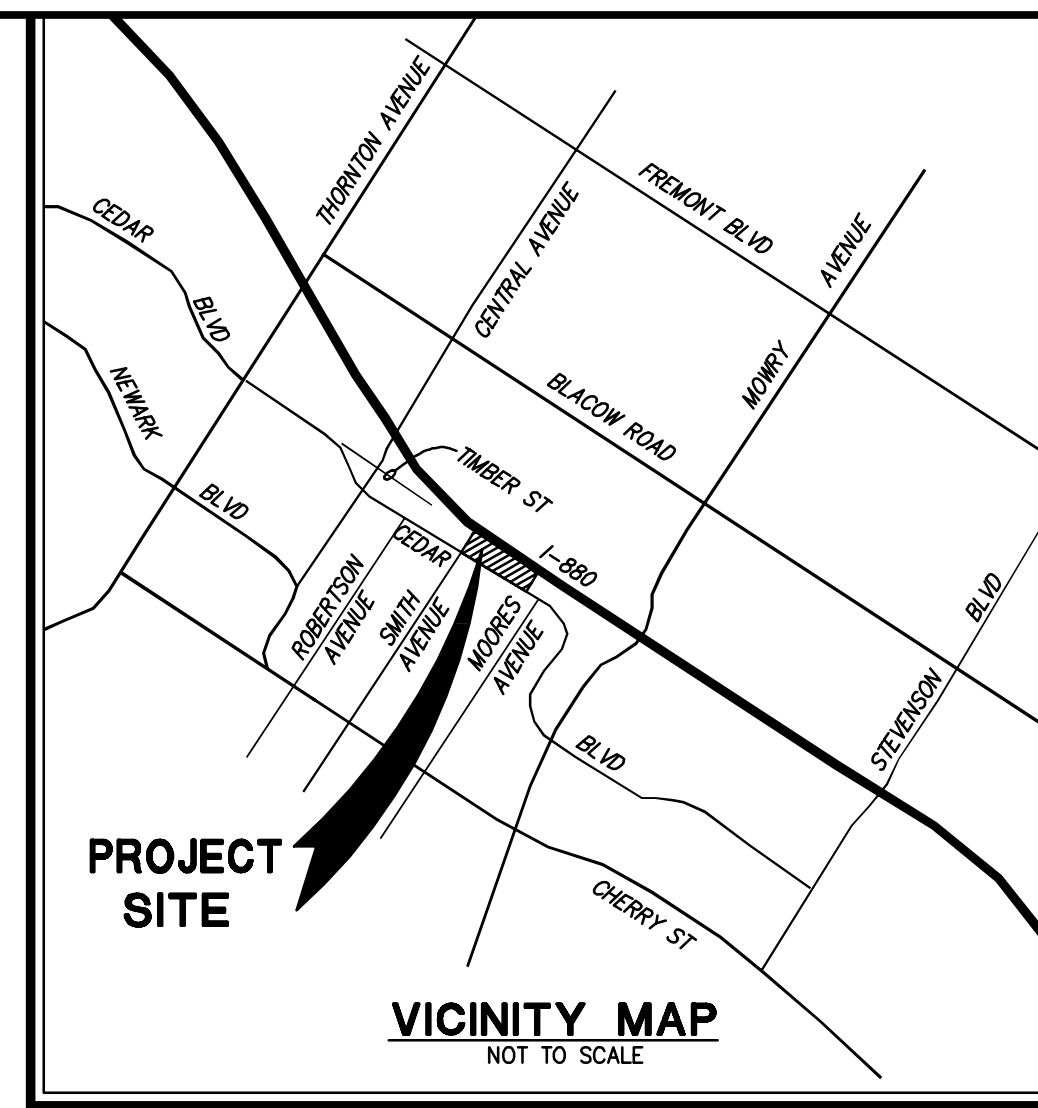 THORNTON AVENUE
FREMONT BLVD
CEDAR
BLVD
CENTRAL AVENUE
AVENUE
MOWRY
NEWARK
BLVD
BLACOW ROAD
TIMBER ST
CEDAR
I-880
ROBERTSON
AVENUE
SMITH
AVENUE
MOORES
AVENUE
BLVD
STEVENSON
BLVD
PROJECT
SITE
CHERRY ST
VICINITY MAP
NOT TO SCALE